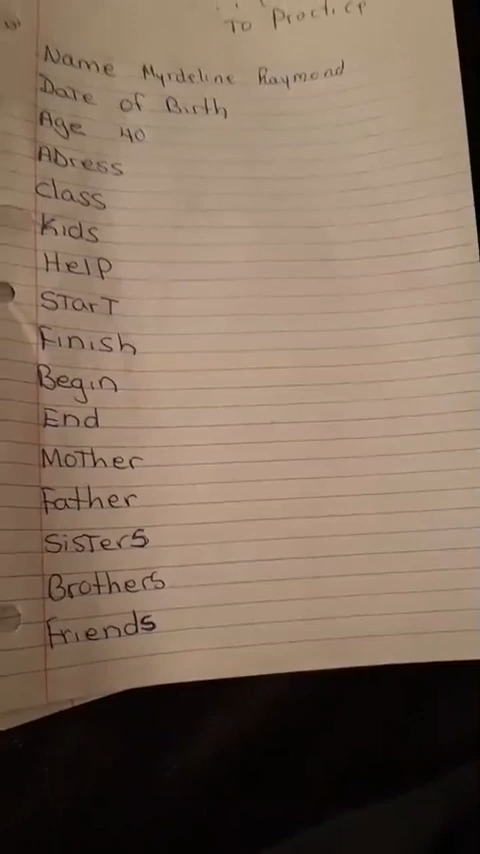 To Practice
Name Myrdeline Raymond
Date of Birth
Age 40
ADress
Class
Kids
Help
STarT
Finish
Begin
End
MoTher
Father
SisTerS
Brothers
Friends